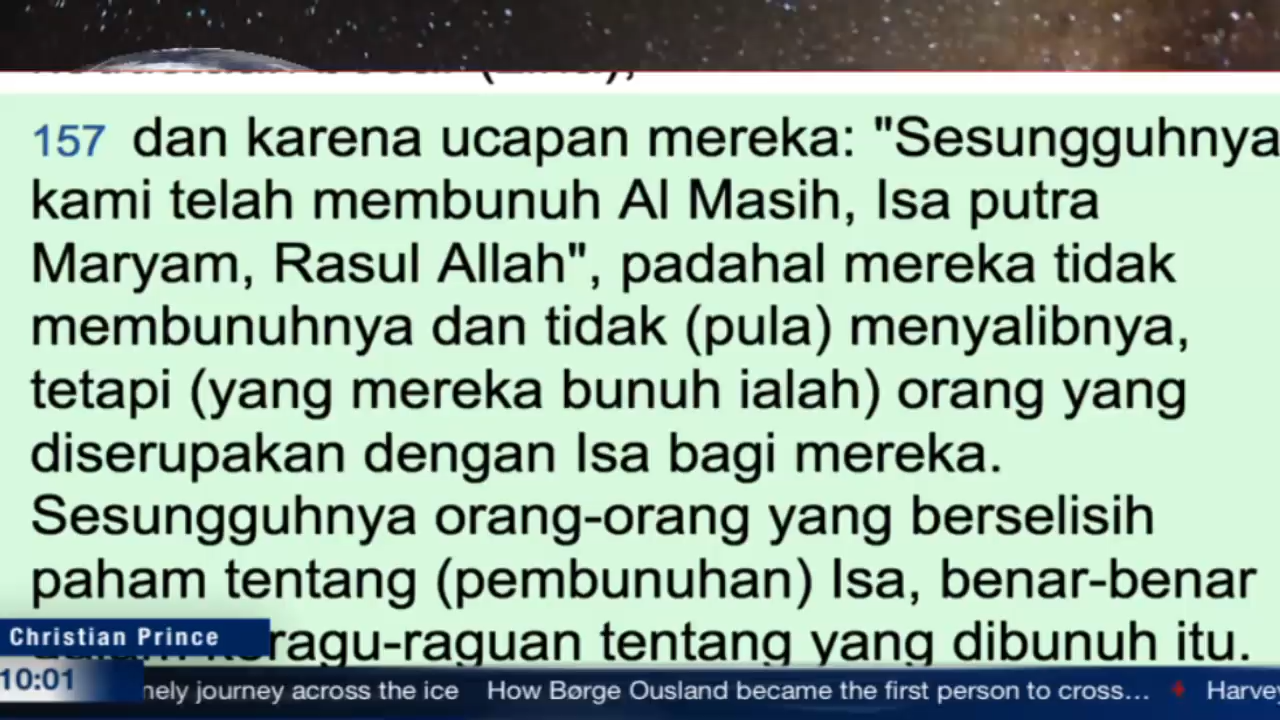 157 dan karena ucapan mereka: "Sesungguhnya
kami telah membunuh Al Masih, Isa putra
Maryam, Rasul Allah", padahal mereka tidak
membunuhnya dan tidak (pula) menyalibnya,
tetapi (yang mereka bunuh ialah) orang yang
diserupakan dengan Isa bagi mereka.
Sesungguhnya orang-orang yang berselisih
paham tentang (pembunuhan) Isa, benar-benar
keragu-raguan tentang yang dibunuh itu.
Christian Prince
10:01
nely journey across the ice How Børge Ousland became the first person to cross... Harvey